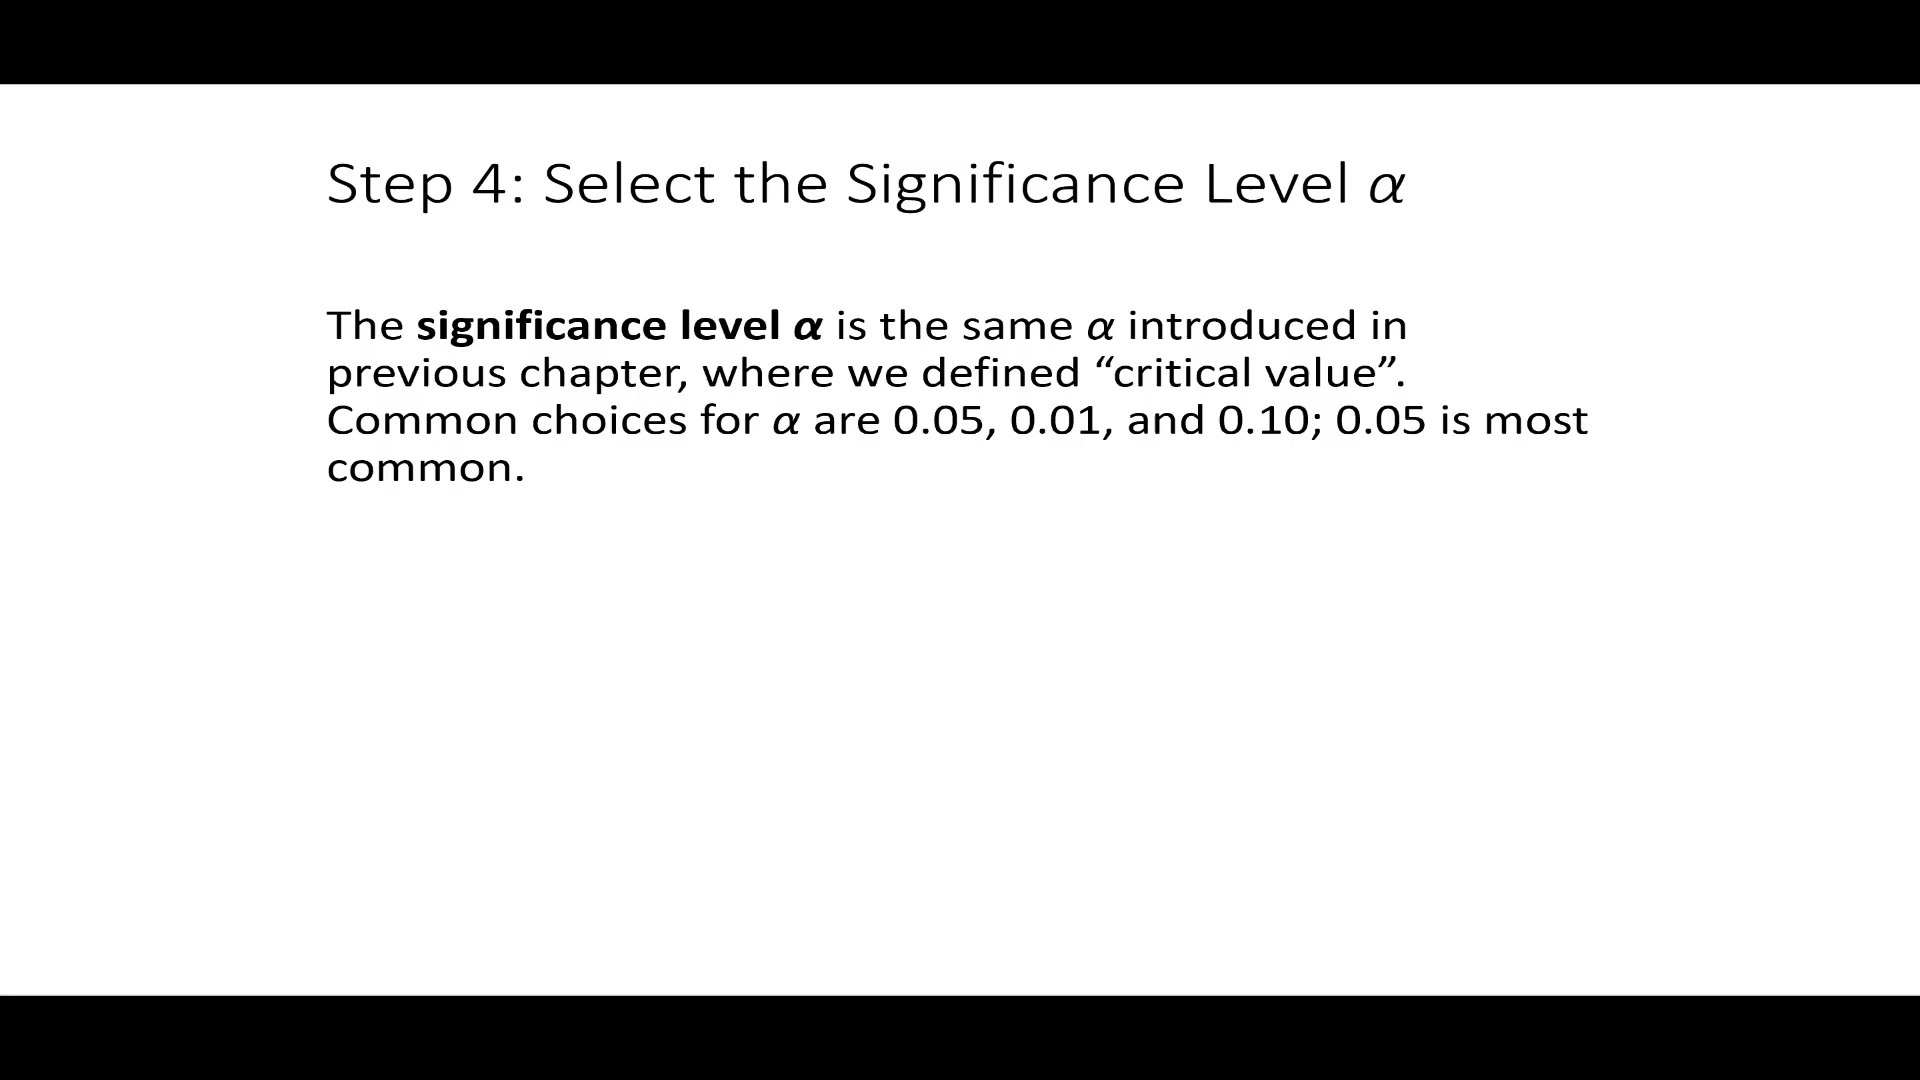 Step 4: Select the Significance Level α
The significance level α is the same α introduced in
previous chapter, where we defined “critical value”.
Common choices for α are 0.05, 0.01, and 0.10; 0.05 is most
common.